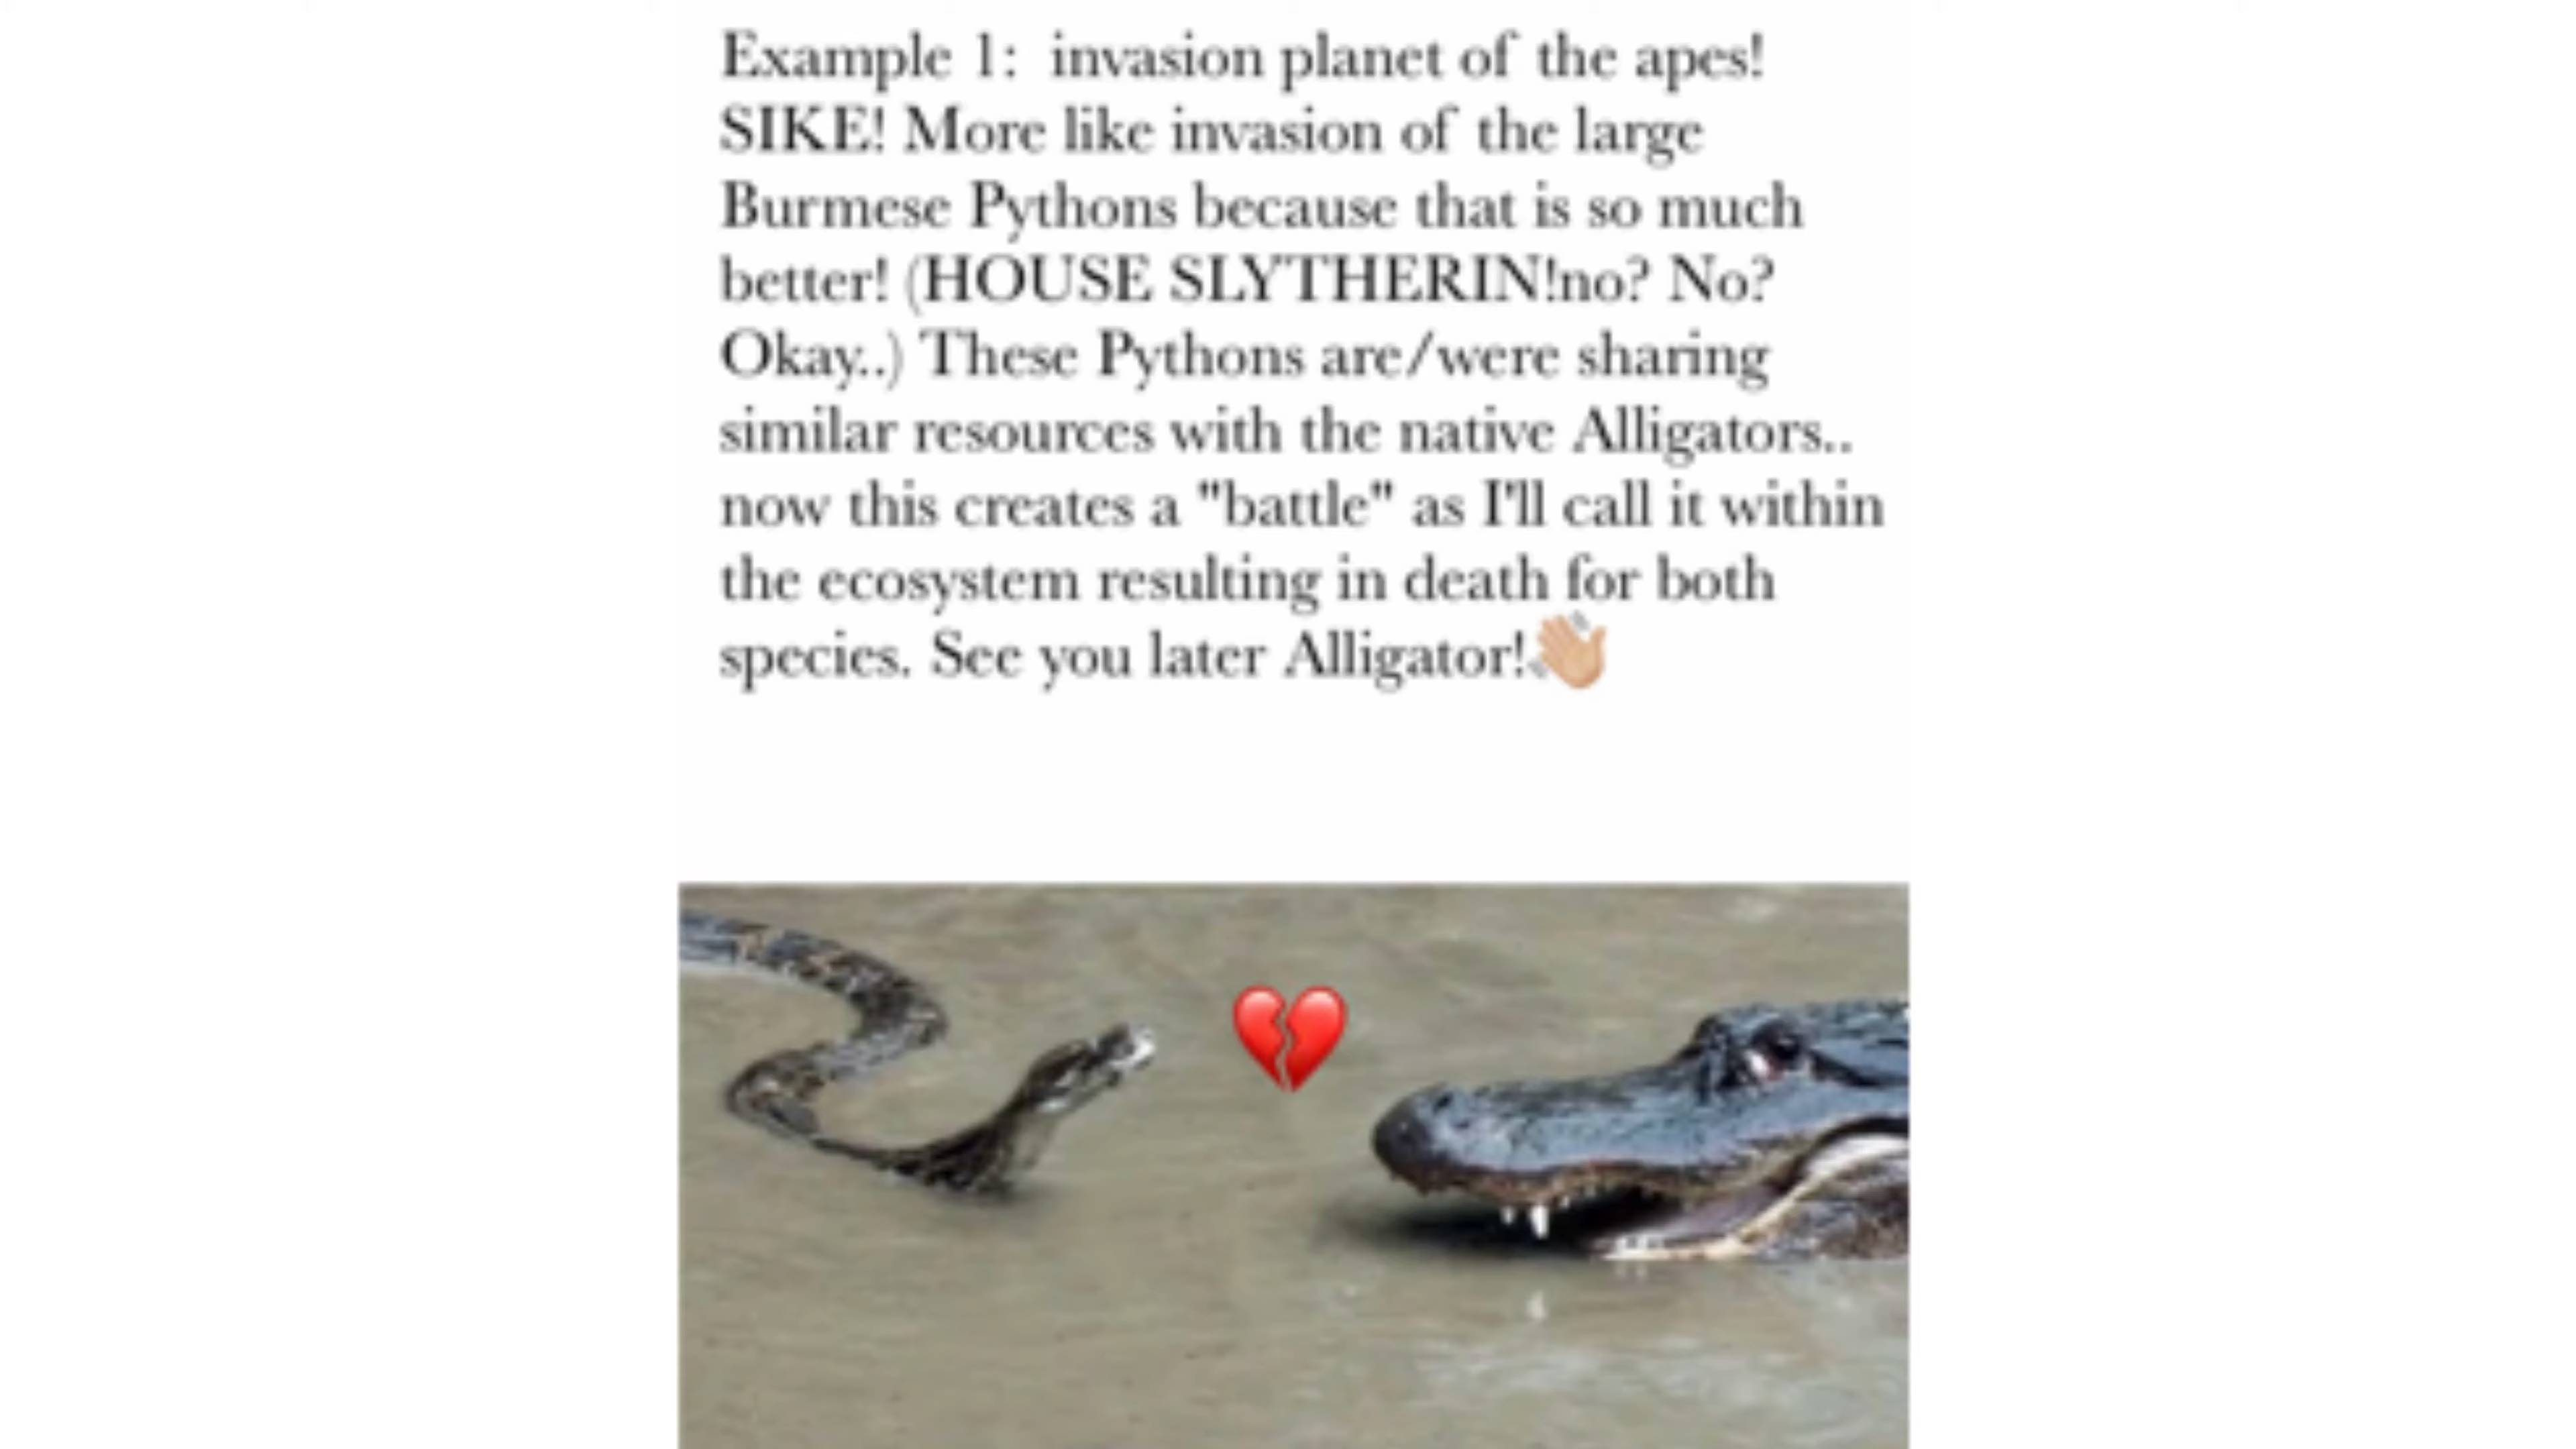 Example 1:  invasion planet of the apes!
SIKE! More like invasion of the large
Burmese Pythons because that is so much
better! (HOUSE SLYTHERIN!no? No?
Okay..) These Pythons are/were sharing
similar resources with the native Alligators..
now this creates a "battle" as I'll call it within
the ecosystem resulting in death for both
species. See you later Alligator!👋🏼